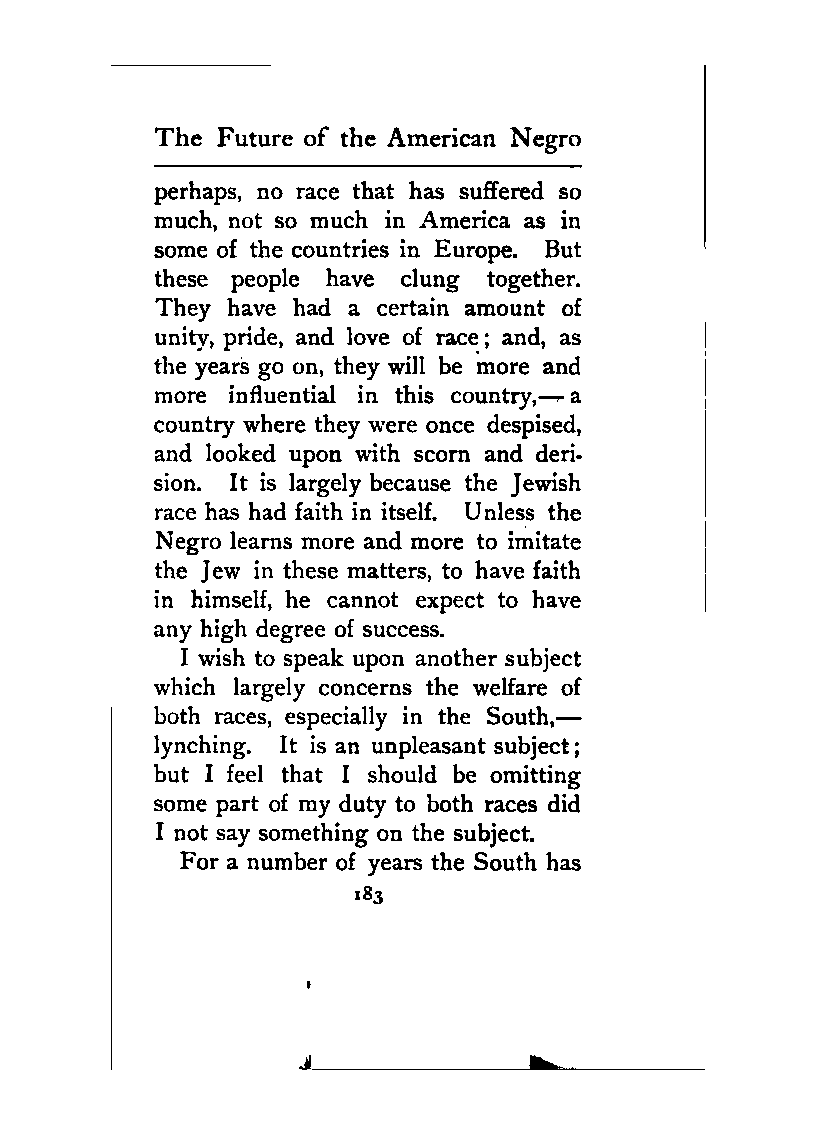 The Future of the American Negro
perhaps, no race that has suffered so
much, not so much in America as in
some of the countries in Europe. But
these people have clung together.
They have had a certain amount of
unity, pride, and love of race; and, as
the years go on, they will be more and
more influential in this country,—a
country where they were once despised,
and looked upon with scorn and deri-
sion. It is largely because the Jewish
race has had faith in itself. Unless the
Negro learns more and more to imitate
the Jew in these matters, to have faith
in himself, he cannot expect to have
any high degree of success.
I wish to speak upon another subject
which largely concerns the welfare of
both races, especially in the South,—
lynching. It is an unpleasant subject;
but I feel that I should be omitting
some part of my duty to both races did
I not say something on the subject.
For a number of years the South has
183